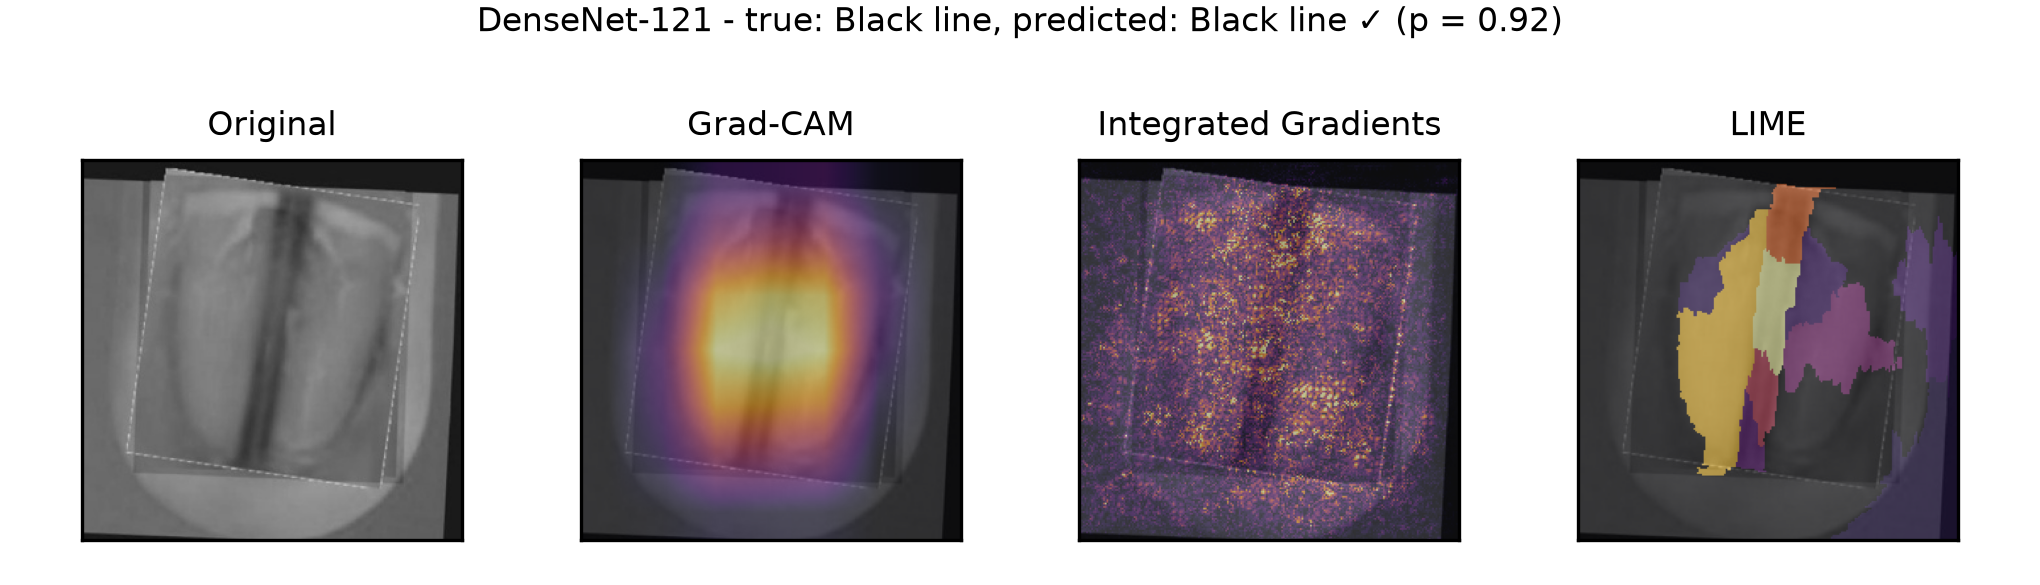 DenseNet-121 - true: Black line, predicted: Black line ✓ (p = 0.92)
Original
Grad-CAM
Integrated Gradients
LIME